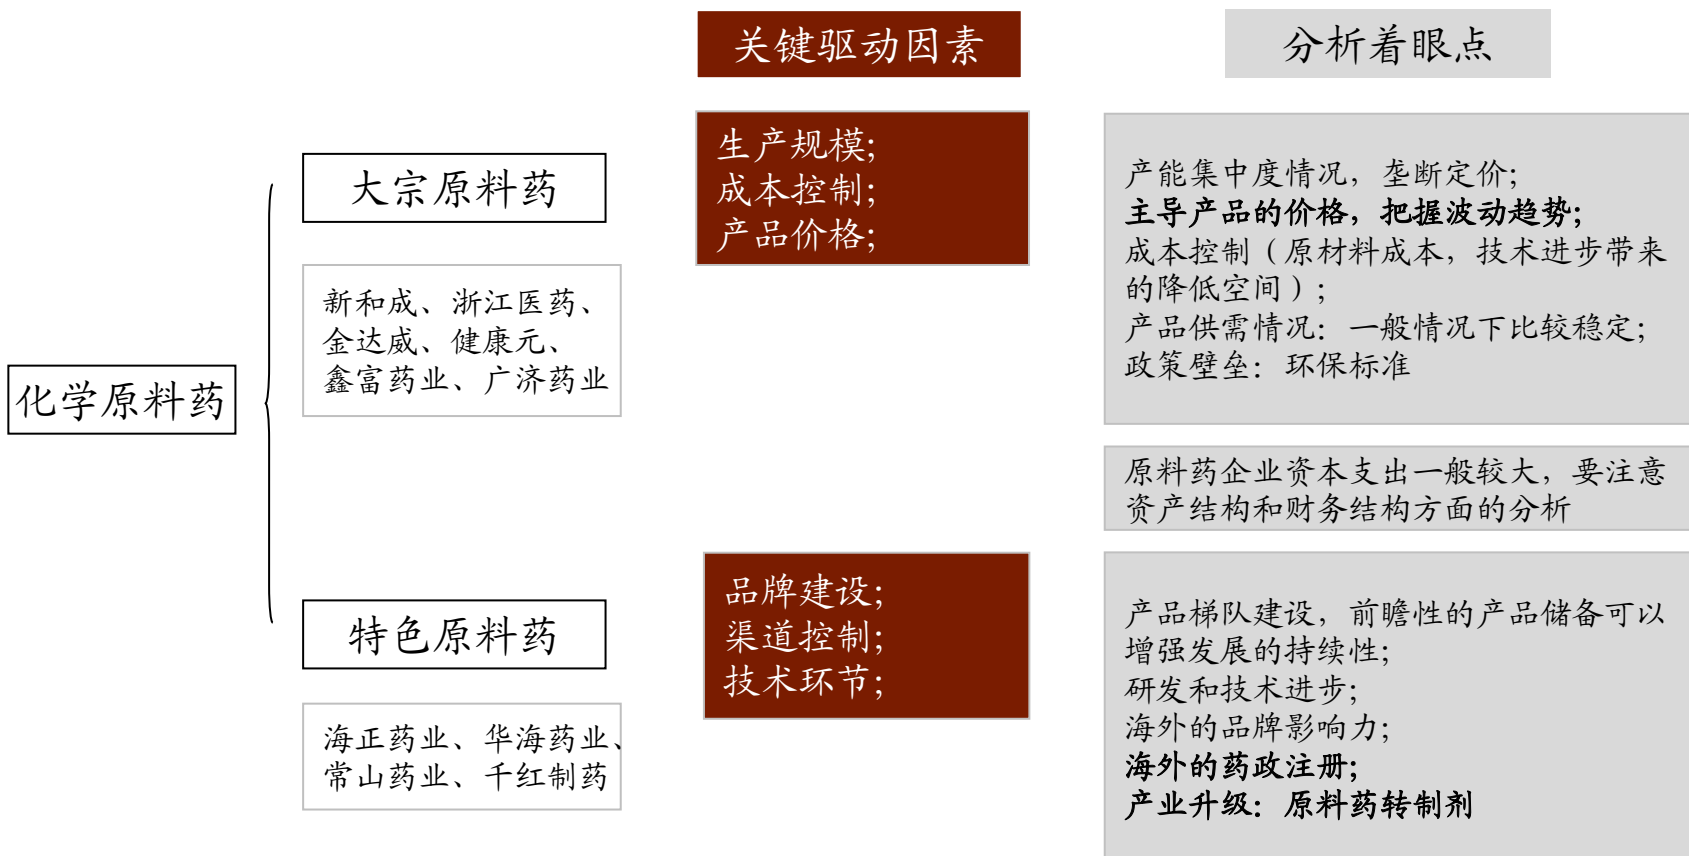 关键驱动因素
分析着眼点
化学原料药
大宗原料药
新和成、浙江医药、
金达威、健康元、
鑫富药业、广济药业
生产规模;
成本控制;
产品价格;
产能集中度情况，垄断定价;
主导产品的价格，把握波动趋势;
成本控制（原材料成本，技术进步带来
的降低空间）;
产品供需情况：一般情况下比较稳定;
政策壁垒：环保标准
原料药企业资本支出一般较大，要注意
资产结构和财务结构方面的分析
特色原料药
海正药业、华海药业、
常山药业、千红制药
品牌建设;
渠道控制;
技术环节;
产品梯队建设，前瞻性的产品储备可以
增强发展的持续性;
研发和技术进步;
海外的品牌影响力;
海外的药政注册;
产业升级：原料药转制剂